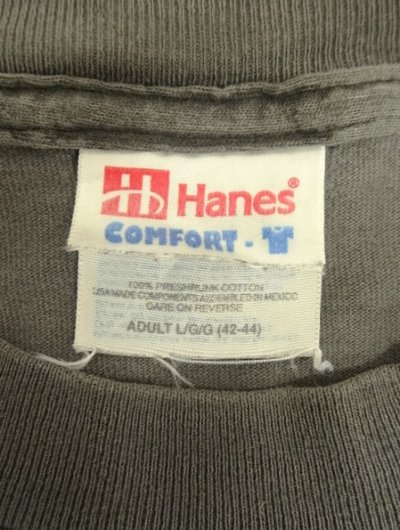 Hanes®
COMFORT-
100% PRESHRUNK COTTON
USA MADE COMPONENTS ASSEMBLED IN MEXICO
CARE ON REVERSE
ADULT L/G/G (42-44)